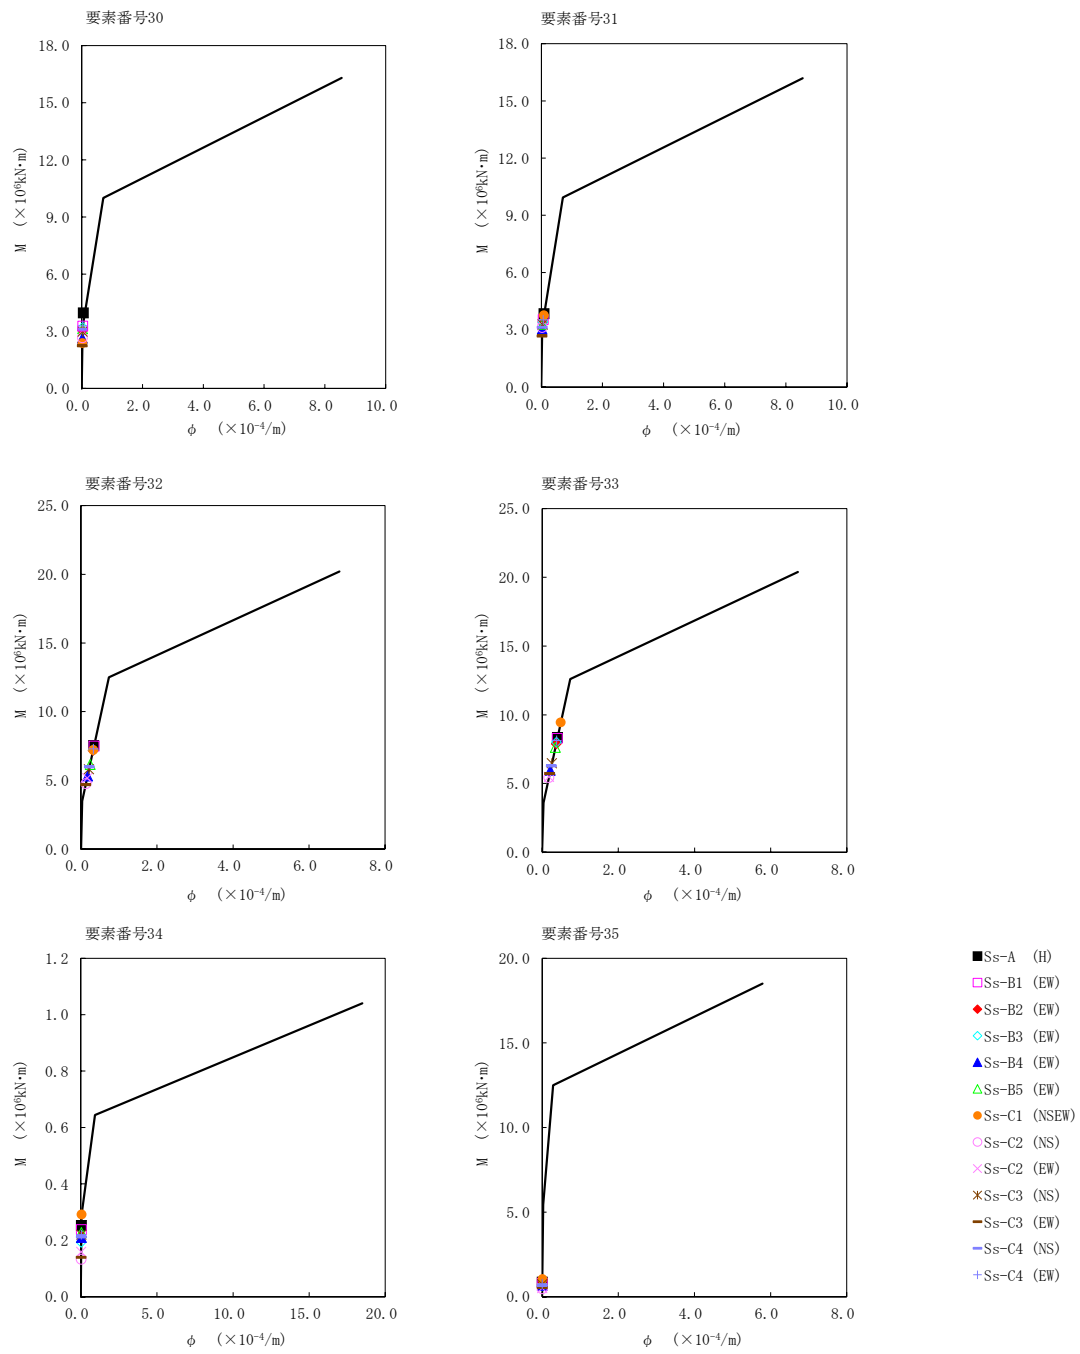 要素番号30
18.0
15.0
12.0
9.0
6.0
3.0
0.0
M (×10⁶kN・m)
0.0 2.0 4.0 6.0 8.0 10.0
φ (×10⁻⁴/m)
要素番号31
18.0
15.0
12.0
9.0
6.0
3.0
0.0
M (×10⁶kN・m)
0.0 2.0 4.0 6.0 8.0 10.0
φ (×10⁻⁴/m)
要素番号32
25.0
20.0
15.0
10.0
5.0
0.0
M (×10⁶kN・m)
0.0 2.0 4.0 6.0 8.0
φ (×10⁻⁴/m)
要素番号33
25.0
20.0
15.0
10.0
5.0
0.0
M (×10⁶kN・m)
0.0 2.0 4.0 6.0 8.0
φ (×10⁻⁴/m)
要素番号34
1.2
1.0
0.8
0.6
0.4
0.2
0.0
M (×10⁶kN・m)
0.0 5.0 10.0 15.0 20.0
φ (×10⁻⁴/m)
要素番号35
20.0
15.0
10.0
5.0
0.0
M (×10⁶kN・m)
0.0 2.0 4.0 6.0 8.0
φ (×10⁻⁴/m)
Ss-A (H)
Ss-B1 (EW)
Ss-B2 (EW)
Ss-B3 (EW)
Ss-B4 (EW)
Ss-B5 (EW)
Ss-C1 (NSEW)
Ss-C2 (NS)
Ss-C2 (EW)
Ss-C3 (NS)
Ss-C3 (EW)
Ss-C4 (NS)
Ss-C4 (EW)